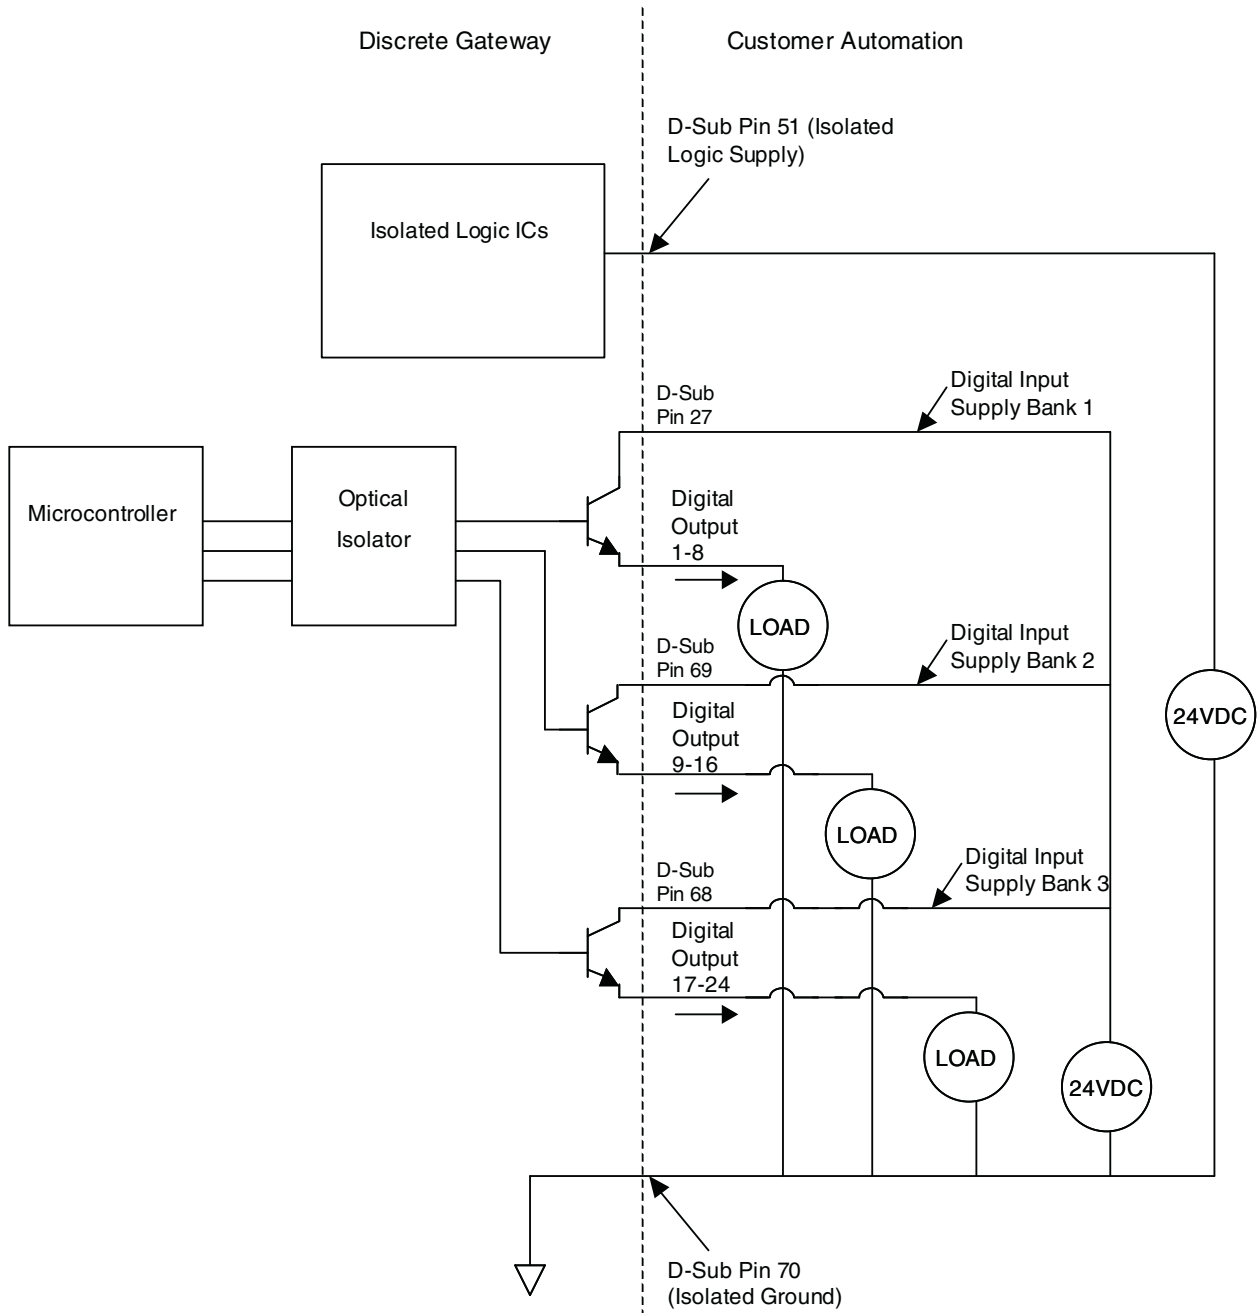 Discrete Gateway
Customer Automation
D-Sub Pin 51 (Isolated
Logic Supply)
Isolated Logic ICs
D-Sub
Pin 27
Digital Input
Supply Bank 1
Microcontroller
Optical
Isolator
Digital
Output
1-8
LOAD
D-Sub
Pin 69
Digital Input
Supply Bank 2
Digital
Output
9-16
24VDC
LOAD
D-Sub
Pin 68
Digital Input
Supply Bank 3
Digital
Output
17-24
LOAD
24VDC
D-Sub Pin 70
(Isolated Ground)